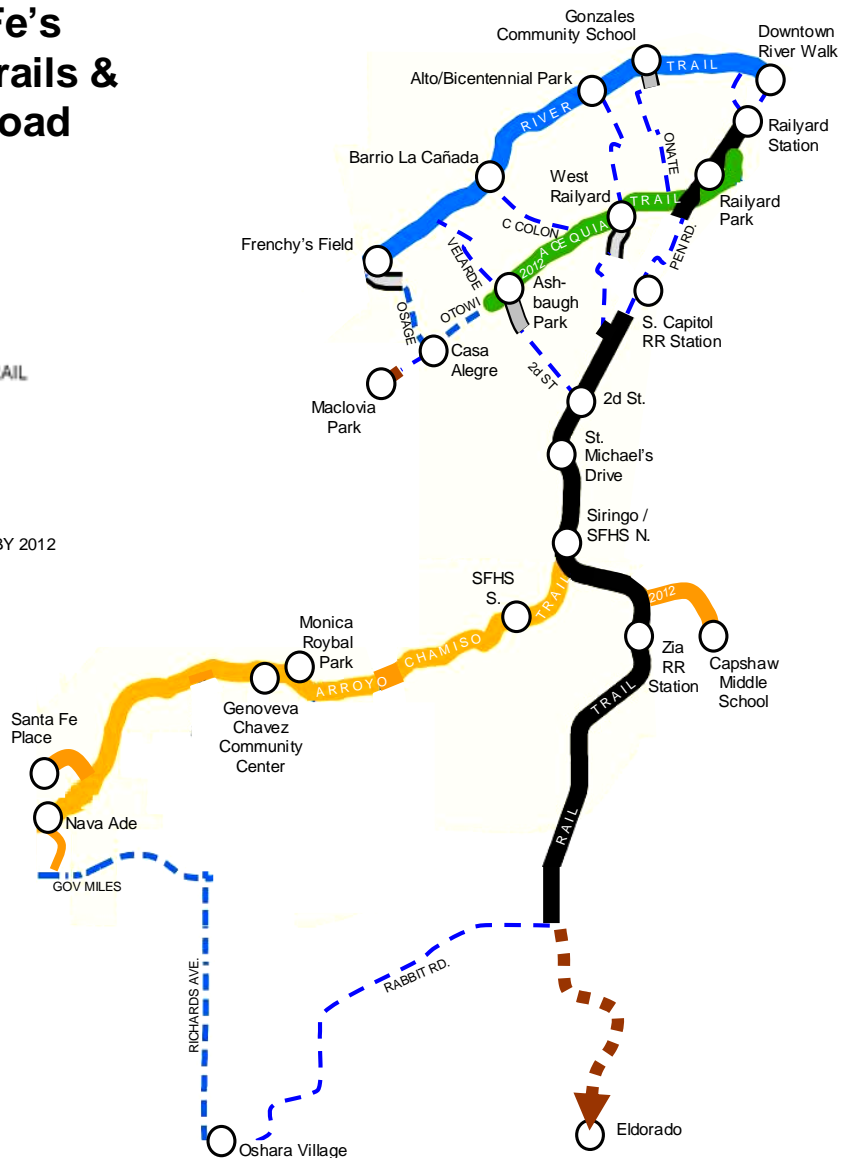 Fe's
rails &
oad
Gonzales
Community School
Downtown
River Walk
TRAIL
Alto/Bicentennial Park
RIVER
Railyard
Station
ONATE
Barrio La Cañada
West
Railyard
TRAIL
Railyard
Park
C COLON
ACEQUIA
2012
PEN RD.
Frenchy's Field
VELARDE
OTOWI
Ash-
baugh
Park
S. Capitol
RR Station
OSAGE
Casa
Alegre
AIL
Maclovia
Park
2d ST
2d St.
St.
Michael's
Drive
BY 2012
Siringo /
SFHS N.
SFHS
S.
TRAIL
2012
Monica
Roybal
Park
CHAMISO
ARROYO
Zia
RR
Station
Capshaw
Middle
School
TRAIL
Genoveva
Chavez
Community
Center
Santa Fe
Place
Nava Ade
RAIL
GOV MILES
RICHARDS AVE.
RABBIT RD.
Oshara Village
Eldorado